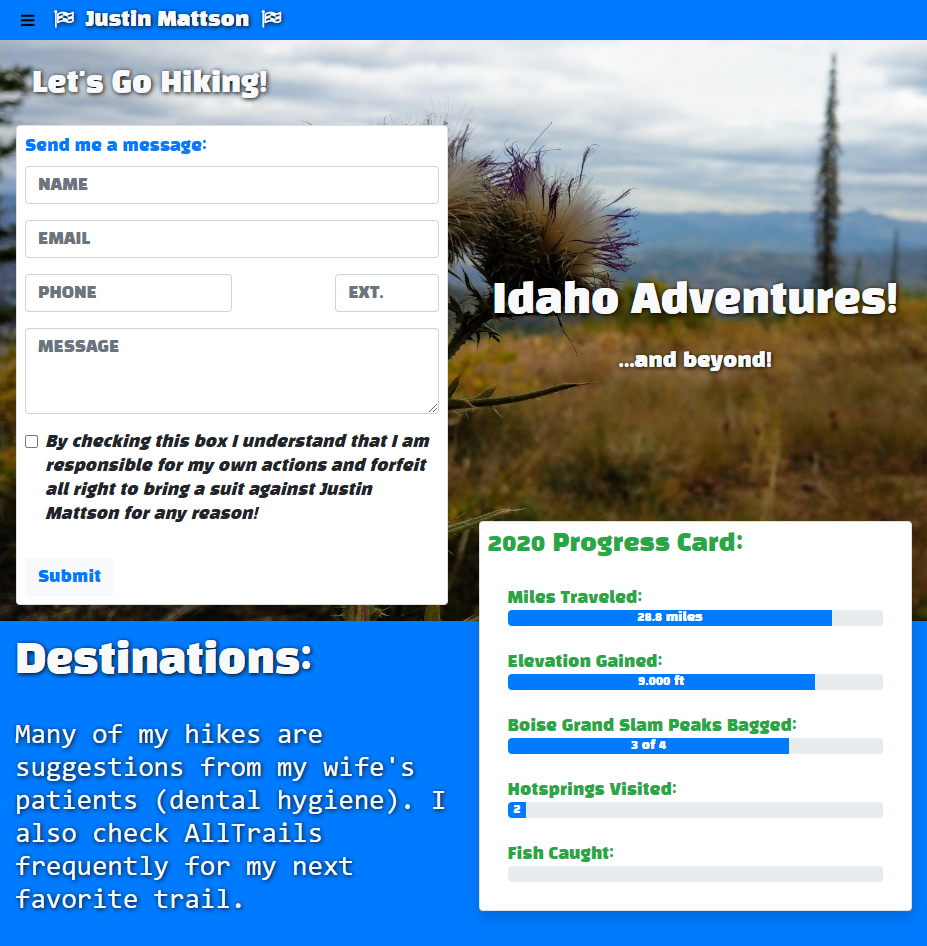 Justin Mattson
Let's Go Hiking!
Send me a message:
NAME
EMAIL
PHONE EXT.
MESSAGE
By checking this box I understand that I am
responsible for my own actions and forfeit
all right to bring a suit against Justin
Mattson for any reason!
Submit
Idaho Adventures!
...and beyond!
2020 Progress Card:
Miles Traveled:
28.8 miles
Elevation Gained:
9,000 ft
Boise Grand Slam Peaks Bagged:
3 of 4
Hotsprings Visited:
2
Fish Caught:
Destinations:
Many of my hikes are
suggestions from my wife's
patients (dental hygiene). I
also check AllTrails
frequently for my next
favorite trail.